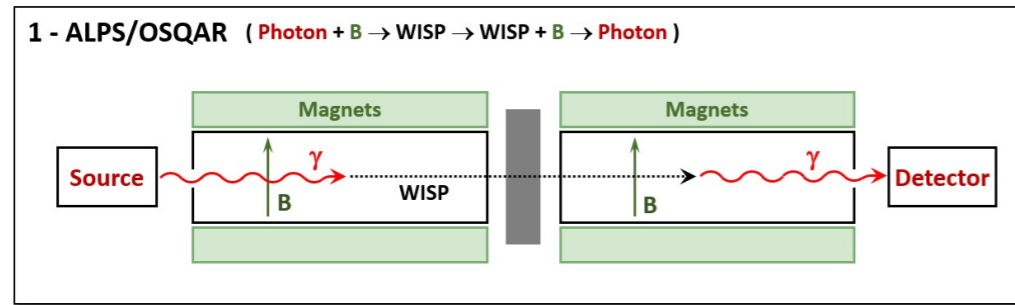 1 - ALPS/OSQAR ( Photon + B → WISP → WISP + B → Photon )
Magnets Magnets
Source γ B WISP B γ Detector